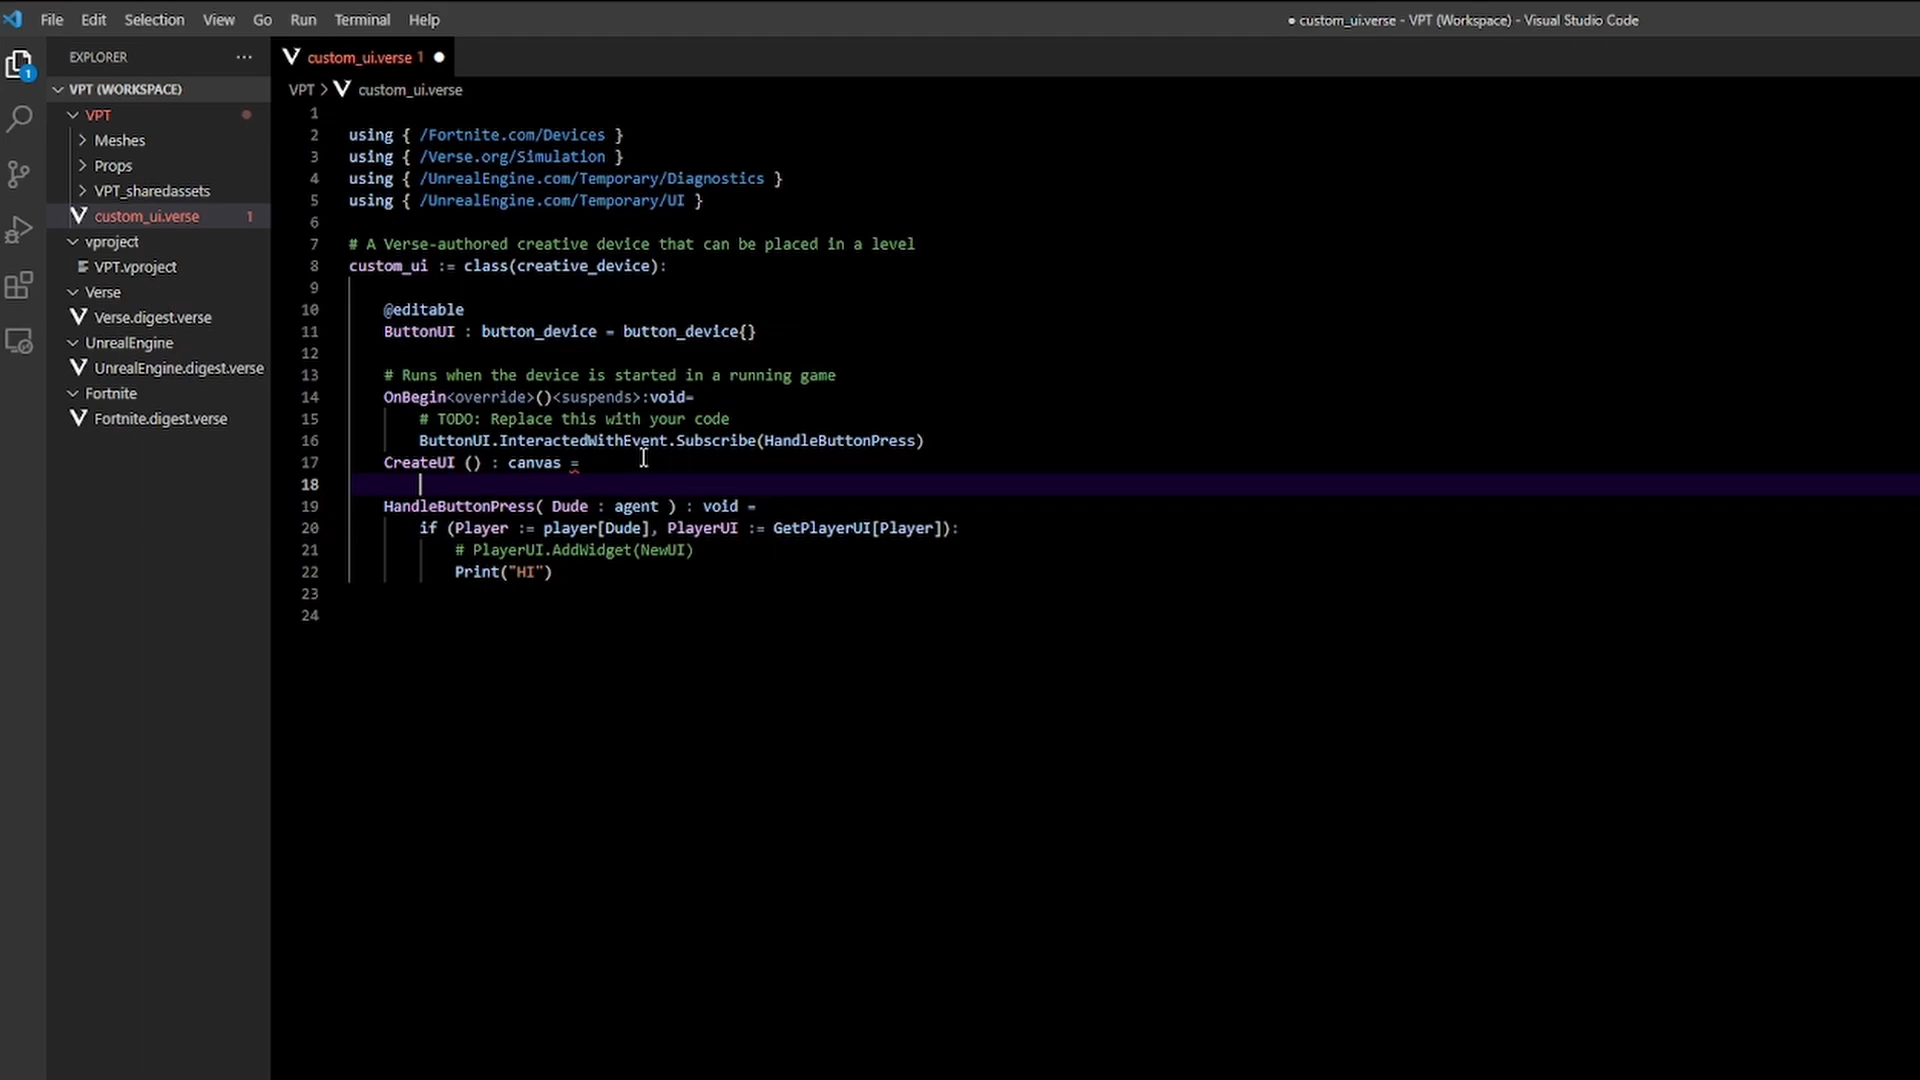 File Edit Selection View Go Run Terminal Help
● custom_ui.verse - VPT (Workspace) - Visual Studio Code
1
EXPLORER ...
VPT (WORKSPACE)
VPT
Meshes
Props
VPT_sharedassets
custom_ui.verse 1
vproject
VPT.vproject
Verse
Verse.digest.verse
UnrealEngine
UnrealEngine.digest.verse
Fortnite
Fortnite.digest.verse
custom_ui.verse 1 ●
VPT > custom_ui.verse
1
2 using { /Fortnite.com/Devices }
3 using { /Verse.org/Simulation }
4 using { /UnrealEngine.com/Temporary/Diagnostics }
5 using { /UnrealEngine.com/Temporary/UI }
6
7 # A Verse-authored creative device that can be placed in a level
8 custom_ui := class(creative_device):
9
10 @editable
11 ButtonUI : button_device = button_device{}
12
13 # Runs when the device is started in a running game
14 OnBegin<override>()<suspends>:void=
15 # TODO: Replace this with your code
16 ButtonUI.InteractedWithEvent.Subscribe(HandleButtonPress)
17 CreateUI () : canvas =
18
19 HandleButtonPress( Dude : agent ) : void =
20 if (Player := player[Dude], PlayerUI := GetPlayerUI[Player]):
21 # PlayerUI.AddWidget(NewUI)
22 Print("HI")
23
24